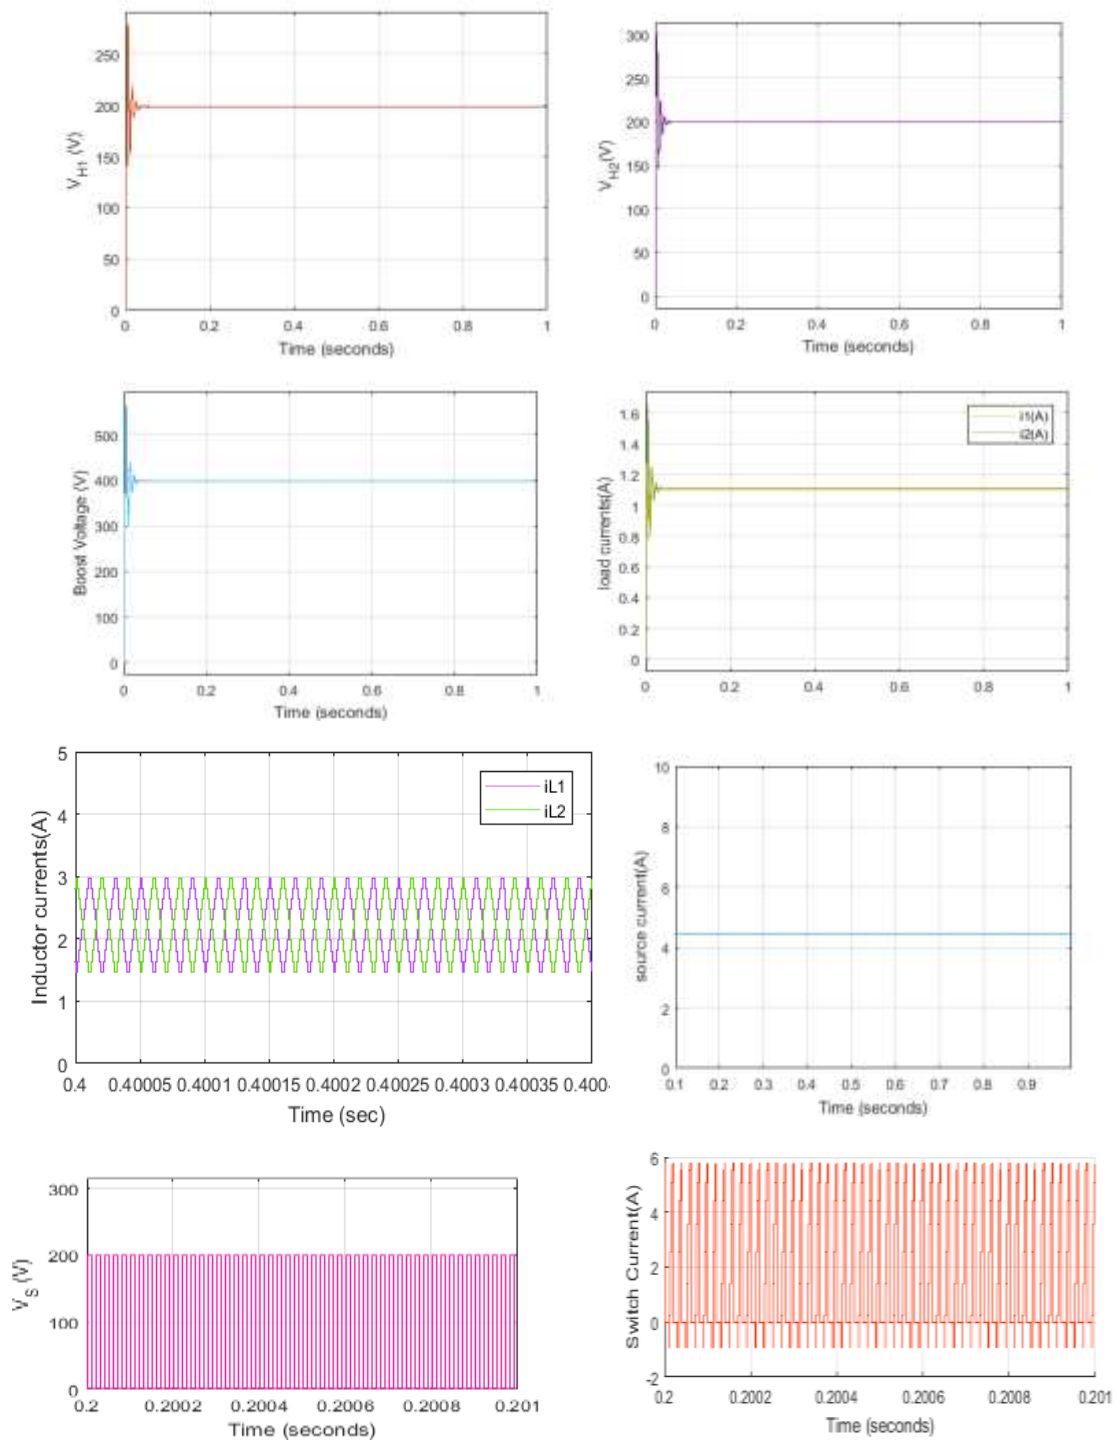 250
200
150
100
50
0
V_H1 (V)
0 0.2 0.4 0.6 0.8 1
Time (seconds)
300
250
200
150
100
50
0
V_H2(V)
0 0.2 0.4 0.6 0.8 1
Time (seconds)
500
400
300
200
100
0
Boost Voltage (V)
0 0.2 0.4 0.6 0.8 1
Time (seconds)
1.6
1.4
1.2
1
0.8
0.6
0.4
0.2
0
load currents(A)
i1(A)
i2(A)
0 0.2 0.4 0.6 0.8 1
Time (seconds)
5
4
3
2
1
0
Inductor currents(A)
iL1
iL2
0.4 0.40005 0.4001 0.40015 0.4002 0.40025 0.4003 0.40035 0.400
Time (sec)
10
8
6
4
2
0
source current(A)
0.1 0.2 0.3 0.4 0.5 0.6 0.7 0.8 0.9
Time (seconds)
300
200
100
0
V_S (V)
0.2 0.2002 0.2004 0.2006 0.2008 0.201
Time (seconds)
6
4
2
0
-2
Switch Current(A)
0.2 0.2002 0.2004 0.2006 0.2008 0.201
Time (seconds)